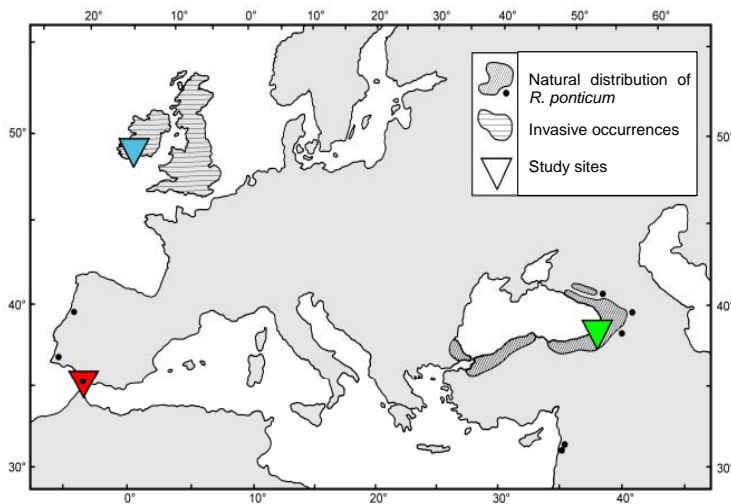 20° 10° 0° 10° 20° 30° 40° 50° 60°
Natural distribution of
R. ponticum
Invasive occurrences
Study sites
50° 50°
40° 40°
30° 30°
0° 10° 20° 30° 40°